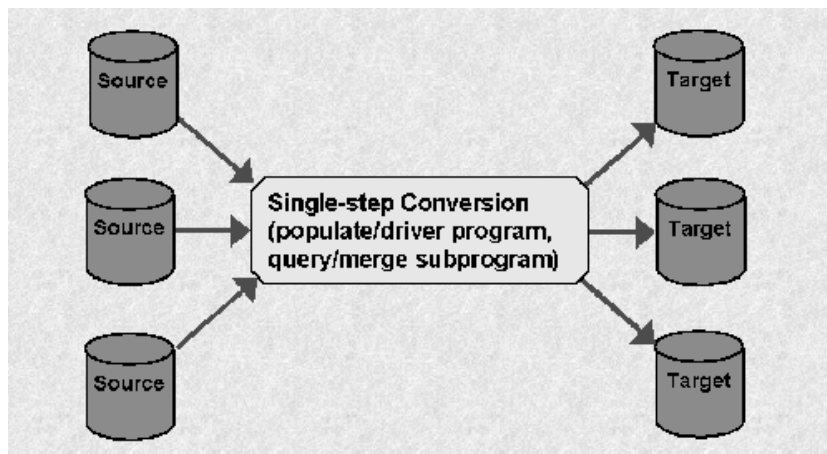 Source
Target
Single-step Conversion
(populate/driver program,
query/merge subprogram)
Source
Target
Source
Target